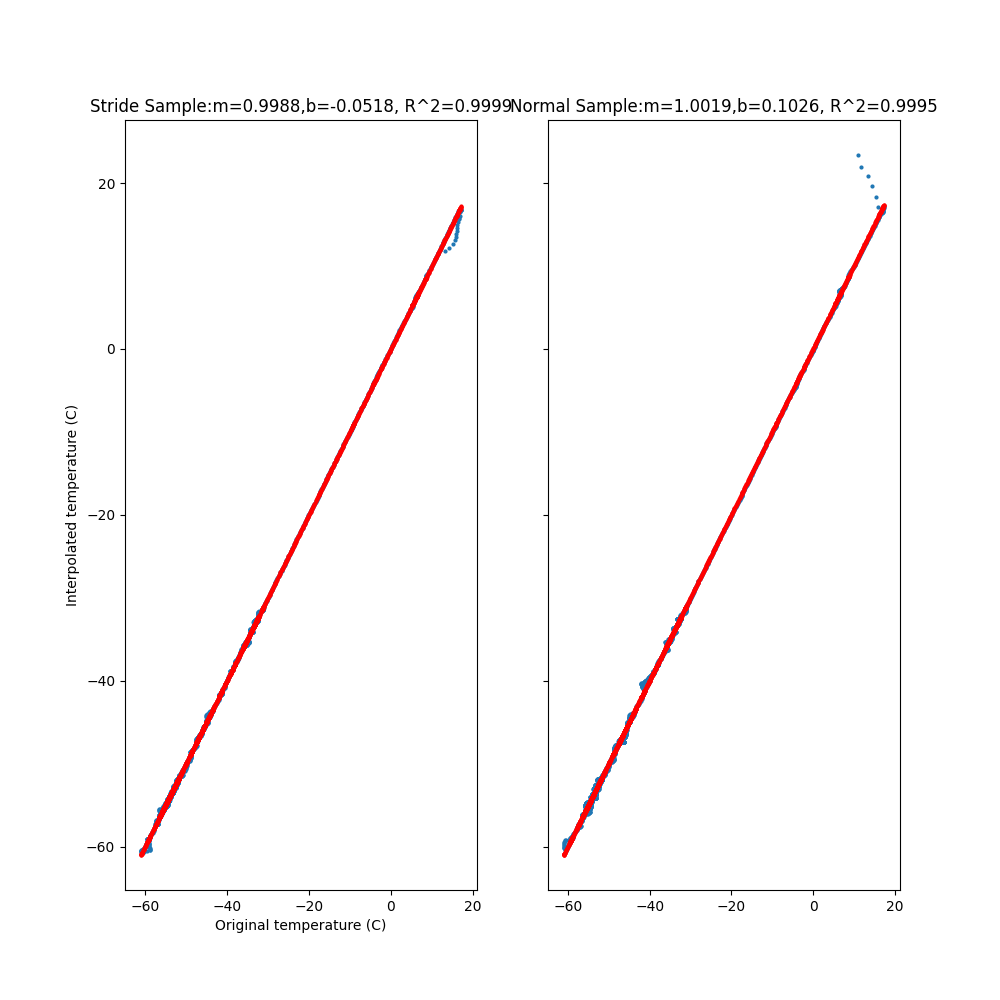 Stride Sample:m=0.9988,b=-0.0518, R^2=0.9999
Normal Sample:m=1.0019,b=0.1026, R^2=0.9995
20
0
−20
−40
−60
Interpolated temperature (C)
−60 −40 −20 0 20
−60 −40 −20 0 20
Original temperature (C)